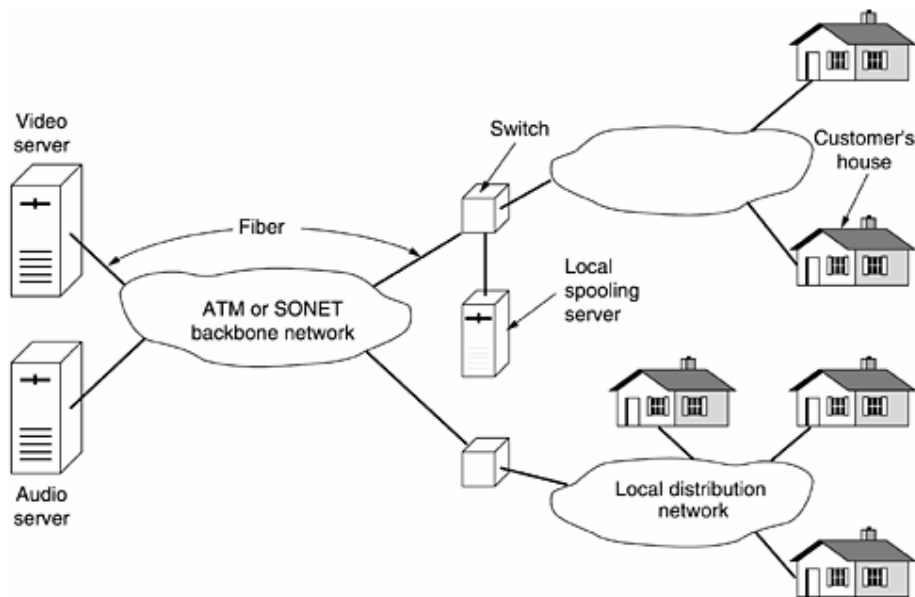 Video
server
Switch
Customer's
house
Fiber
Local
spooling
server
ATM or SONET
backbone network
Audio
server
Local distribution
network